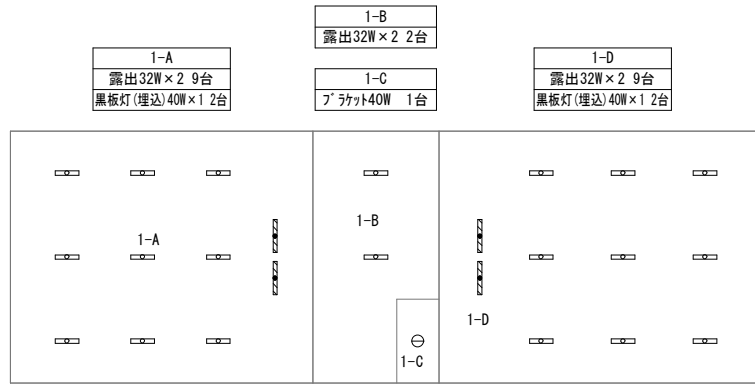 1-B
露出32W×2 2台
1-A
露出32W×2 9台
黒板灯(埋込)40W×1 2台
1-C
ﾌﾞﾗｹｯﾄ40W 1台
1-D
露出32W×2 9台
黒板灯(埋込)40W×1 2台
1-A
1-B
1-D
1-C